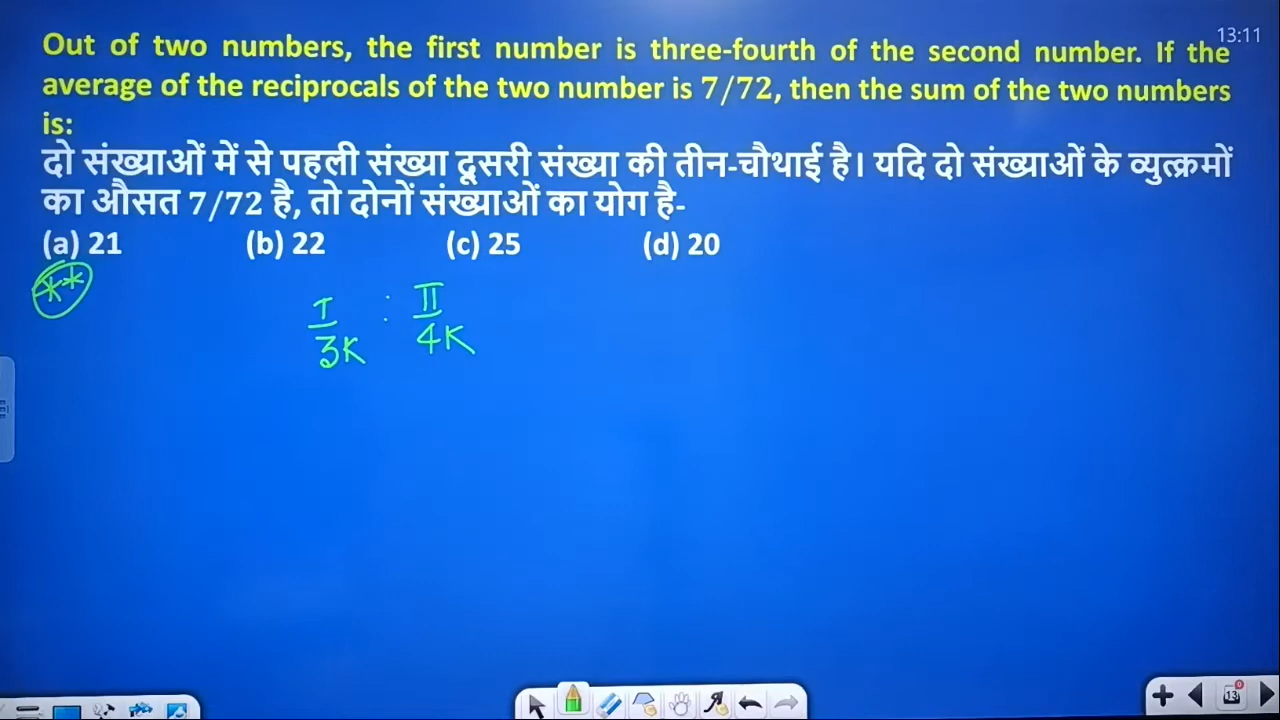 13:11
Out of two numbers, the first number is three-fourth of the second number. If the
average of the reciprocals of the two number is 7/72, then the sum of the two numbers
is:
दो संख्याओं में से पहली संख्या दूसरी संख्या की तीन-चौथाई है। यदि दो संख्याओं के व्युत्क्रमों
का औसत 7/72 है, तो दोनों संख्याओं का योग है-
(a) 21 (b) 22 (c) 25 (d) 20
**
I : II
3K 4K
13